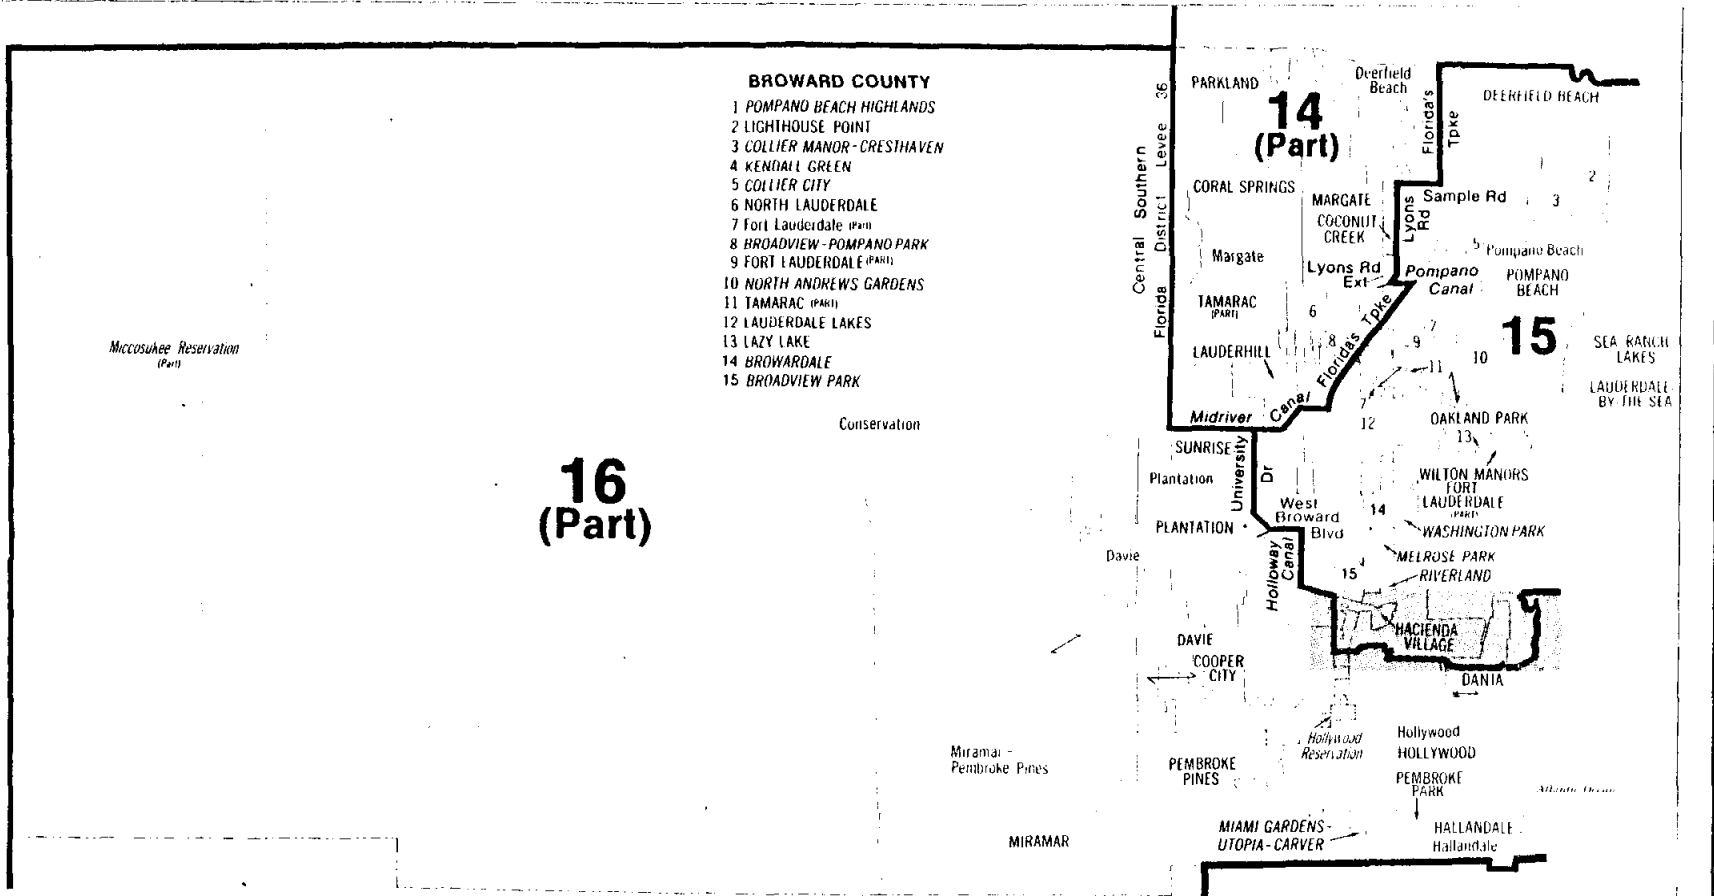 BROWARD COUNTY
1 POMPANO BEACH HIGHLANDS
2 LIGHTHOUSE POINT
3 COLLIER MANOR-CRESTHAVEN
4 KENDALL GREEN
5 COLLIER CITY
6 NORTH LAUDERDALE
7 Fort Lauderdale (Part)
8 BROADVIEW-POMPANO PARK
9 FORT LAUDERDALE (PART)
10 NORTH ANDREWS GARDENS
11 TAMARAC (PART)
12 LAUDERDALE LAKES
13 LAZY LAKE
14 BROWARDALE
15 BROADVIEW PARK
Miccosukee Reservation
(Part)
Conservation
16
(Part)
Central Southern
Florida District Levee 36
PARKLAND
14
(Part)
Deerfield
Beach
Florida's
Tpke
DEERFIELD BEACH
2
CORAL SPRINGS
MARGATE
COCONUT
CREEK
Lyons
Rd
Sample Rd
3
Margate
5
Pompano Beach
Lyons Rd
Ext
Pompano
Canal
POMPANO
BEACH
TAMARAC
(PART)
6
Florida's Tpke
7
15
8
9
10
SEA RANCH
LAKES
LAUDERHILL
11
LAUDERDALE-
BY-THE SEA
7
Midriver Canal
12
OAKLAND PARK
13
SUNRISE
University
Dr
Plantation
WILTON MANORS
FORT
LAUDERDALE
(PART)
West
Broward
Blvd
14
PLANTATION
WASHINGTON PARK
Davie
Holloway
Canal
MELROSE PARK
15
RIVERLAND
HACIENDA
VILLAGE
DAVIE
COOPER
CITY
DANIA
Hollywood
Reservation
Hollywood
HOLLYWOOD
Miramar -
Pembroke Pines
PEMBROKE
PINES
PEMBROKE
PARK
Atlantic Ocean
MIRAMAR
MIAMI GARDENS-
UTOPIA-CARVER
HALLANDALE
Hallandale